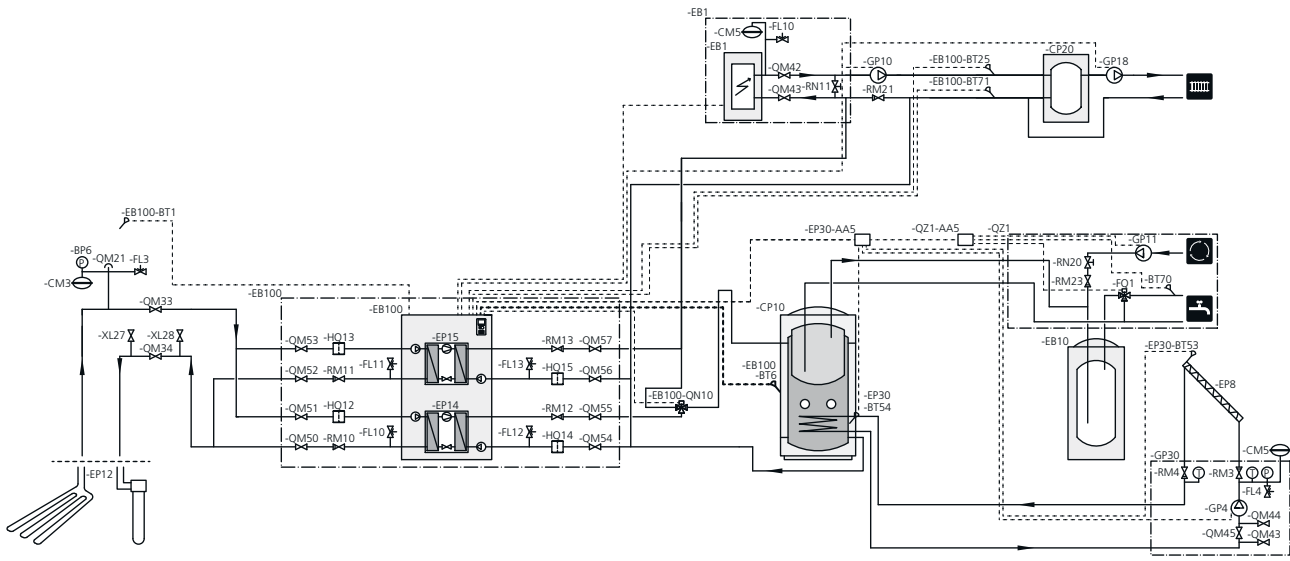 -EB1
-FL10
-CM5
-EB1
-CP20
-QM42
-GP10
-EB100-BT25
-GP18
-QM43
-RN11
-RM21
-EB100-BT71
-EB100-BT1
-BP6
P
-QM21
-FL3
-CM3
-QM33
-XL27
-XL28
-QM34
-EP12
-EB100
-EB100
-QM53
-HQ13
-EP15
-RM13
-QM57
-FL11
-FL13
-HQ15
-QM52
-RM11
-QM56
-QM51
-HQ12
-EP14
-RM12
-QM55
-FL10
-FL12
-HQ14
-QM50
-RM10
-QM54
-EB100-QN10
-CP10
-EB100
-BT6
-EP30
-BT54
-EP30-AA5
-QZ1-AA5
-QZ1
-GP11
-RN20
-RM23
-FQ1
-BT70
-EB10
-EP30-BT53
-EP8
-CM5
-GP30
-RM4
T
-RM3
T
P
-FL4
-GP4
-QM44
-QM45
-QM43